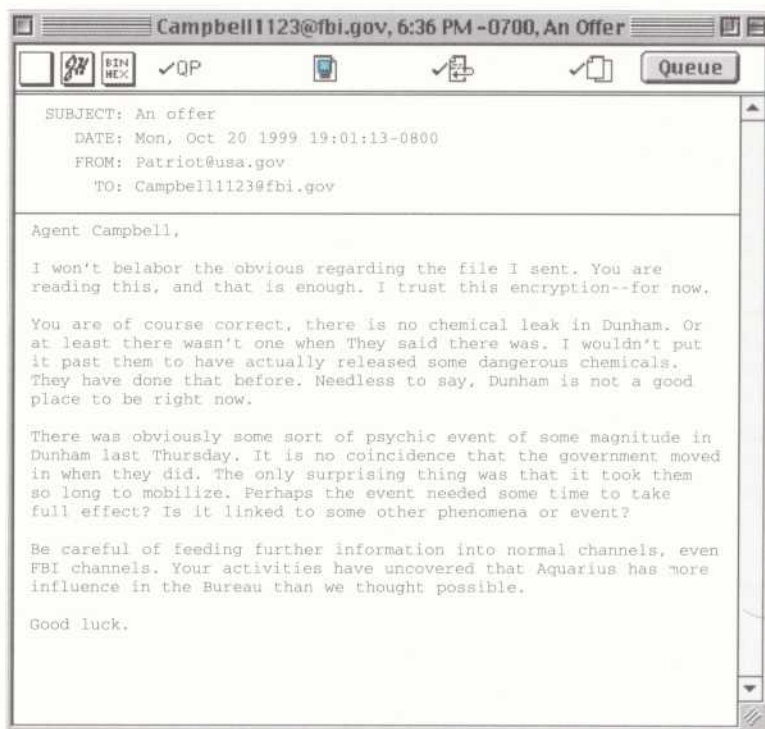 Campbell1123@fbi.gov, 6:36 PM -0700, An Offer
JH BIN HEX ✓QP Queue
SUBJECT: An offer
DATE: Mon, Oct 20 1999 19:01:13-0800
FROM: Patriot@usa.gov
TO: Campbell1123@fbi.gov
Agent Campbell,
I won't belabor the obvious regarding the file I sent. You are
reading this, and that is enough. I trust this encryption--for now.
You are of course correct, there is no chemical leak in Dunham. Or
at least there wasn't one when They said there was. I wouldn't put
it past them to have actually released some dangerous chemicals.
They have done that before. Needless to say, Dunham is not a good
place to be right now.
There was obviously some sort of psychic event of some magnitude in
Dunham last Thursday. It is no coincidence that the government moved
in when they did. The only surprising thing was that it took them
so long to mobilize. Perhaps the event needed some time to take
full effect? Is it linked to some other phenomena or event?
Be careful of feeding further information into normal channels, even
FBI channels. Your activities have uncovered that Aquarius has more
influence in the Bureau than we thought possible.
Good luck.